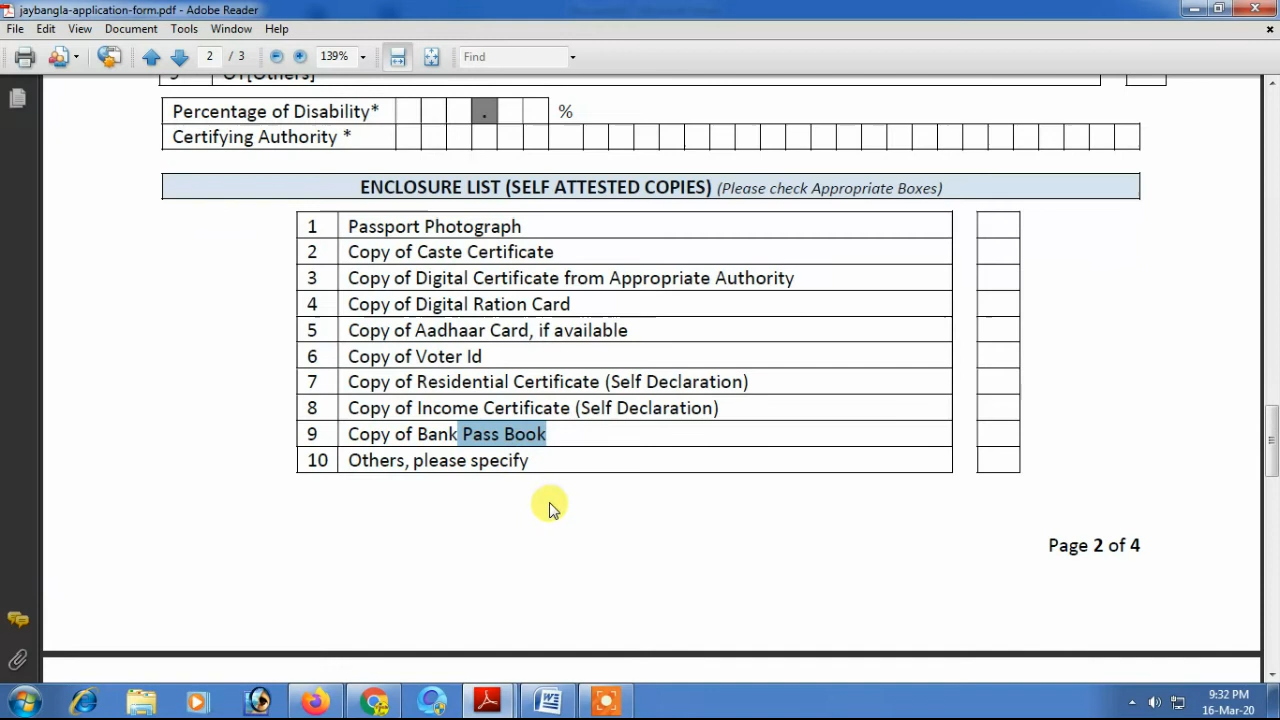 jaybangla-application-form.pdf - Adobe Reader
File Edit View Document Tools Window Help
2 / 3 139% Find
9 OT[Others]
Percentage of Disability* . %
Certifying Authority *
ENCLOSURE LIST (SELF ATTESTED COPIES) (Please check Appropriate Boxes)
1 Passport Photograph
2 Copy of Caste Certificate
3 Copy of Digital Certificate from Appropriate Authority
4 Copy of Digital Ration Card
5 Copy of Aadhaar Card, if available
6 Copy of Voter Id
7 Copy of Residential Certificate (Self Declaration)
8 Copy of Income Certificate (Self Declaration)
9 Copy of Bank Pass Book
10 Others, please specify
Page 2 of 4
9:32 PM
16-Mar-20